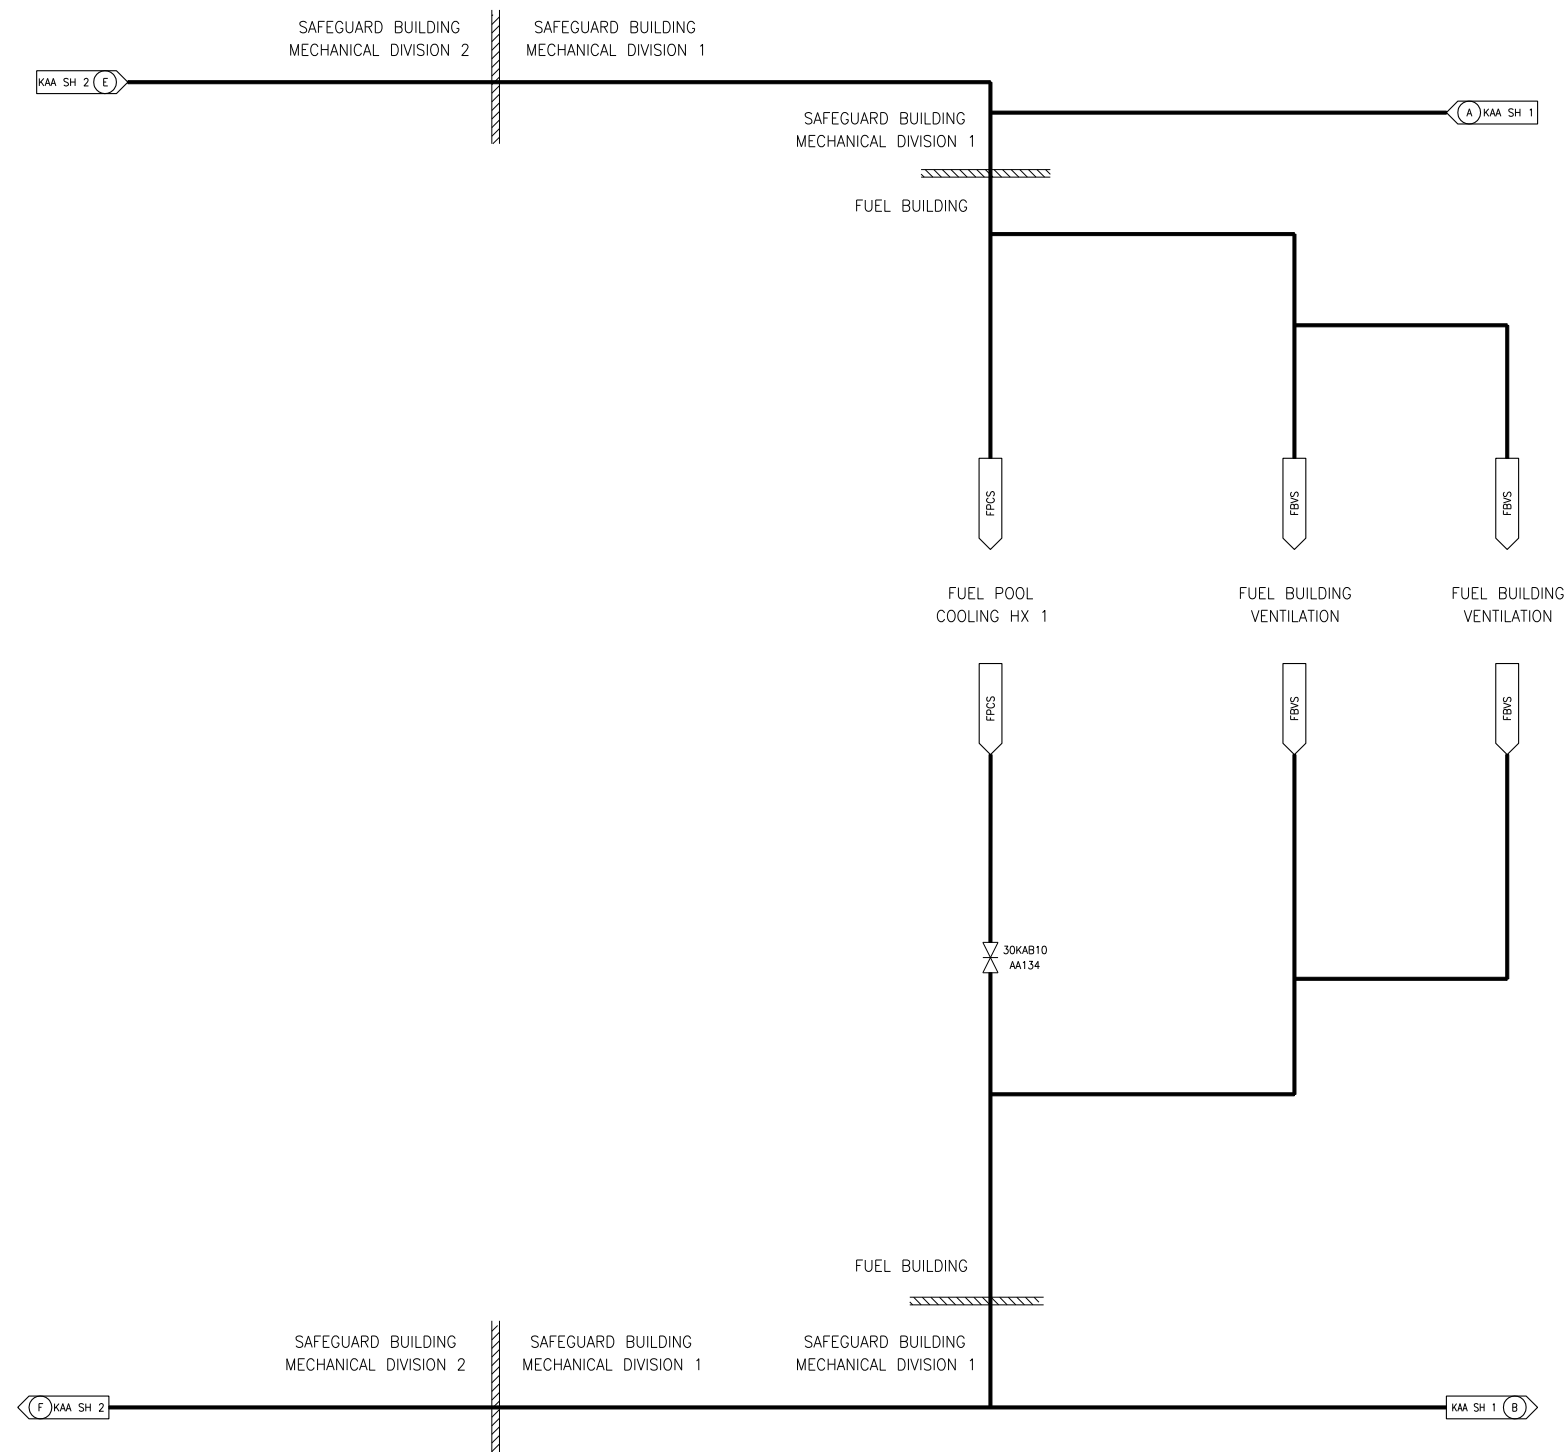 SAFEGUARD BUILDING
MECHANICAL DIVISION 2
SAFEGUARD BUILDING
MECHANICAL DIVISION 1
KAA SH 2 E
SAFEGUARD BUILDING
MECHANICAL DIVISION 1
A KAA SH 1
FUEL BUILDING
FPCS
FBVS
FBVS
FUEL POOL
COOLING HX 1
FUEL BUILDING
VENTILATION
FUEL BUILDING
VENTILATION
FPCS
FBVS
FBVS
30KAB10
AA134
FUEL BUILDING
SAFEGUARD BUILDING
MECHANICAL DIVISION 2
SAFEGUARD BUILDING
MECHANICAL DIVISION 1
SAFEGUARD BUILDING
MECHANICAL DIVISION 1
F KAA SH 2
KAA SH 1 B